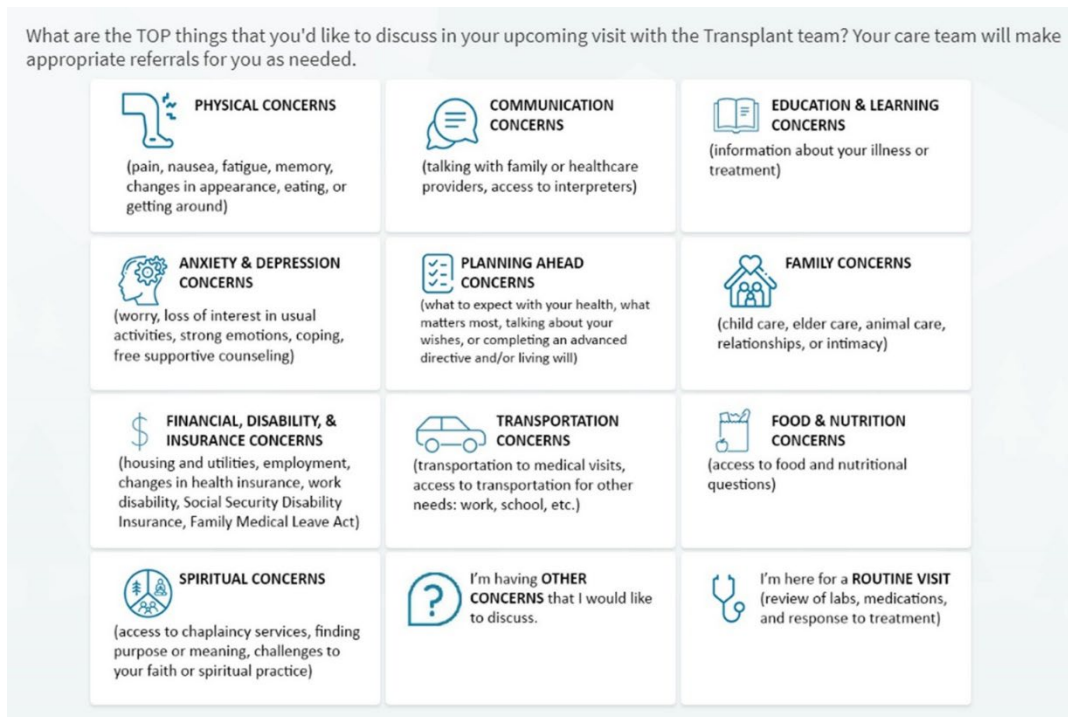 What are the TOP things that you'd like to discuss in your upcoming visit with the Transplant team? Your care team will make
appropriate referrals for you as needed.
PHYSICAL CONCERNS
(pain, nausea, fatigue, memory,
changes in appearance, eating, or
getting around)
COMMUNICATION
CONCERNS
(talking with family or healthcare
providers, access to interpreters)
EDUCATION & LEARNING
CONCERNS
(information about your illness or
treatment)
ANXIETY & DEPRESSION
CONCERNS
(worry, loss of interest in usual
activities, strong emotions, coping,
free supportive counseling)
PLANNING AHEAD
CONCERNS
(what to expect with your health, what
matters most, talking about your
wishes, or completing an advanced
directive and/or living will)
FAMILY CONCERNS
(child care, elder care, animal care,
relationships, or intimacy)
FINANCIAL, DISABILITY, &
INSURANCE CONCERNS
(housing and utilities, employment,
changes in health insurance, work
disability, Social Security Disability
Insurance, Family Medical Leave Act)
TRANSPORTATION
CONCERNS
(transportation to medical visits,
access to transportation for other
needs: work, school, etc.)
FOOD & NUTRITION
CONCERNS
(access to food and nutritional
questions)
SPIRITUAL CONCERNS
(access to chaplaincy services, finding
purpose or meaning, challenges to
your faith or spiritual practice)
I'm having OTHER
CONCERNS that I would like
to discuss.
I'm here for a ROUTINE VISIT
(review of labs, medications,
and response to treatment)